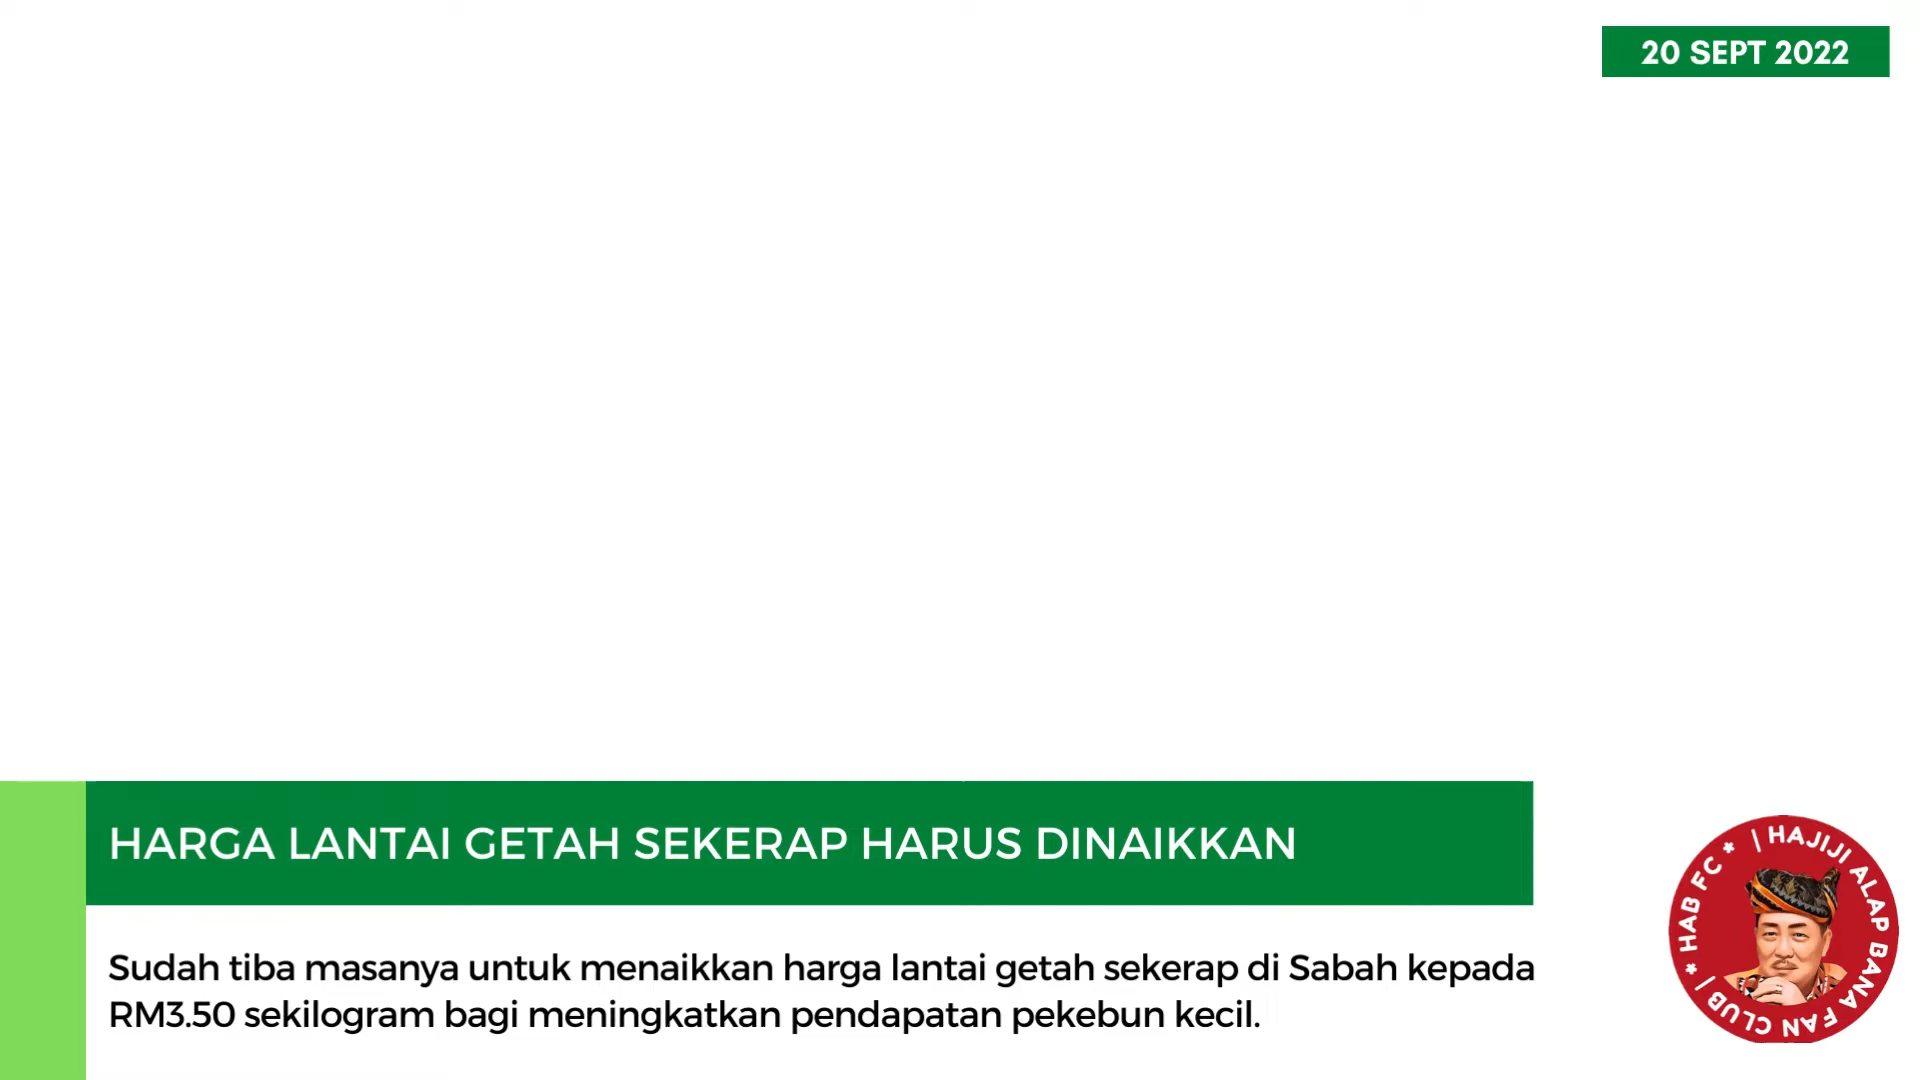 20 SEPT 2022
HARGA LANTAI GETAH SEKERAP HARUS DINAIKKAN
Sudah tiba masanya untuk menaikkan harga lantai getah sekerap di Sabah kepada
RM3.50 sekilogram bagi meningkatkan pendapatan pekebun kecil.
* HAB FC * | HAJIJI ALAP BANA FAN CLUB |